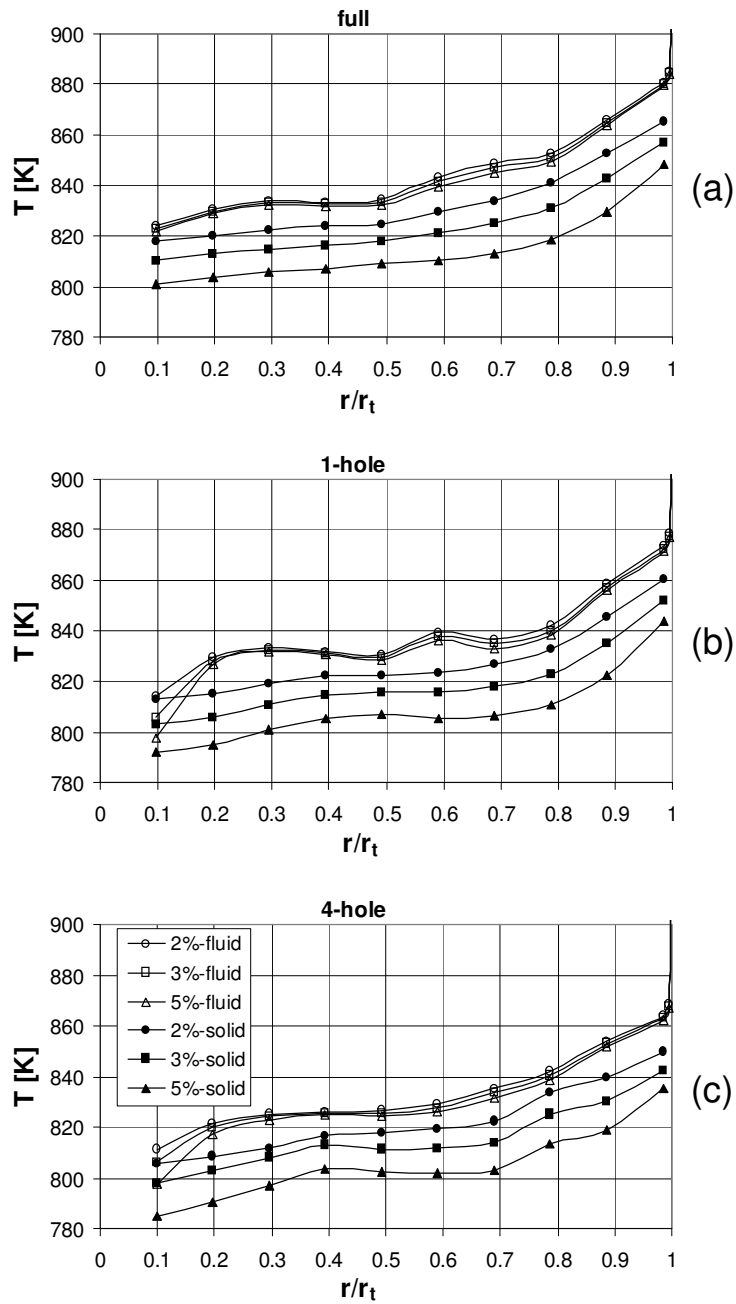 full
900
880
860
840
820
800
780
T [K]
0 0.1 0.2 0.3 0.4 0.5 0.6 0.7 0.8 0.9 1
r/rt
(a)
1-hole
900
880
860
840
820
800
780
T [K]
0 0.1 0.2 0.3 0.4 0.5 0.6 0.7 0.8 0.9 1
r/rt
(b)
4-hole
900
880
860
840
820
800
780
T [K]
2%-fluid
3%-fluid
5%-fluid
2%-solid
3%-solid
5%-solid
0 0.1 0.2 0.3 0.4 0.5 0.6 0.7 0.8 0.9 1
r/rt
(c)